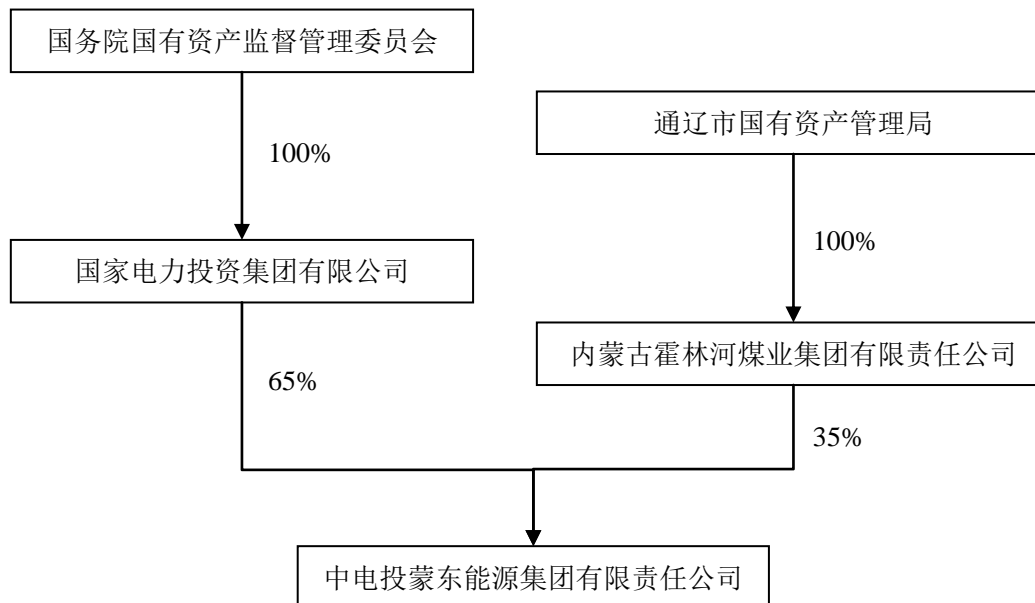 国务院国有资产监督管理委员会
通辽市国有资产管理局
100%
100%
国家电力投资集团有限公司
内蒙古霍林河煤业集团有限责任公司
65%
35%
中电投蒙东能源集团有限责任公司